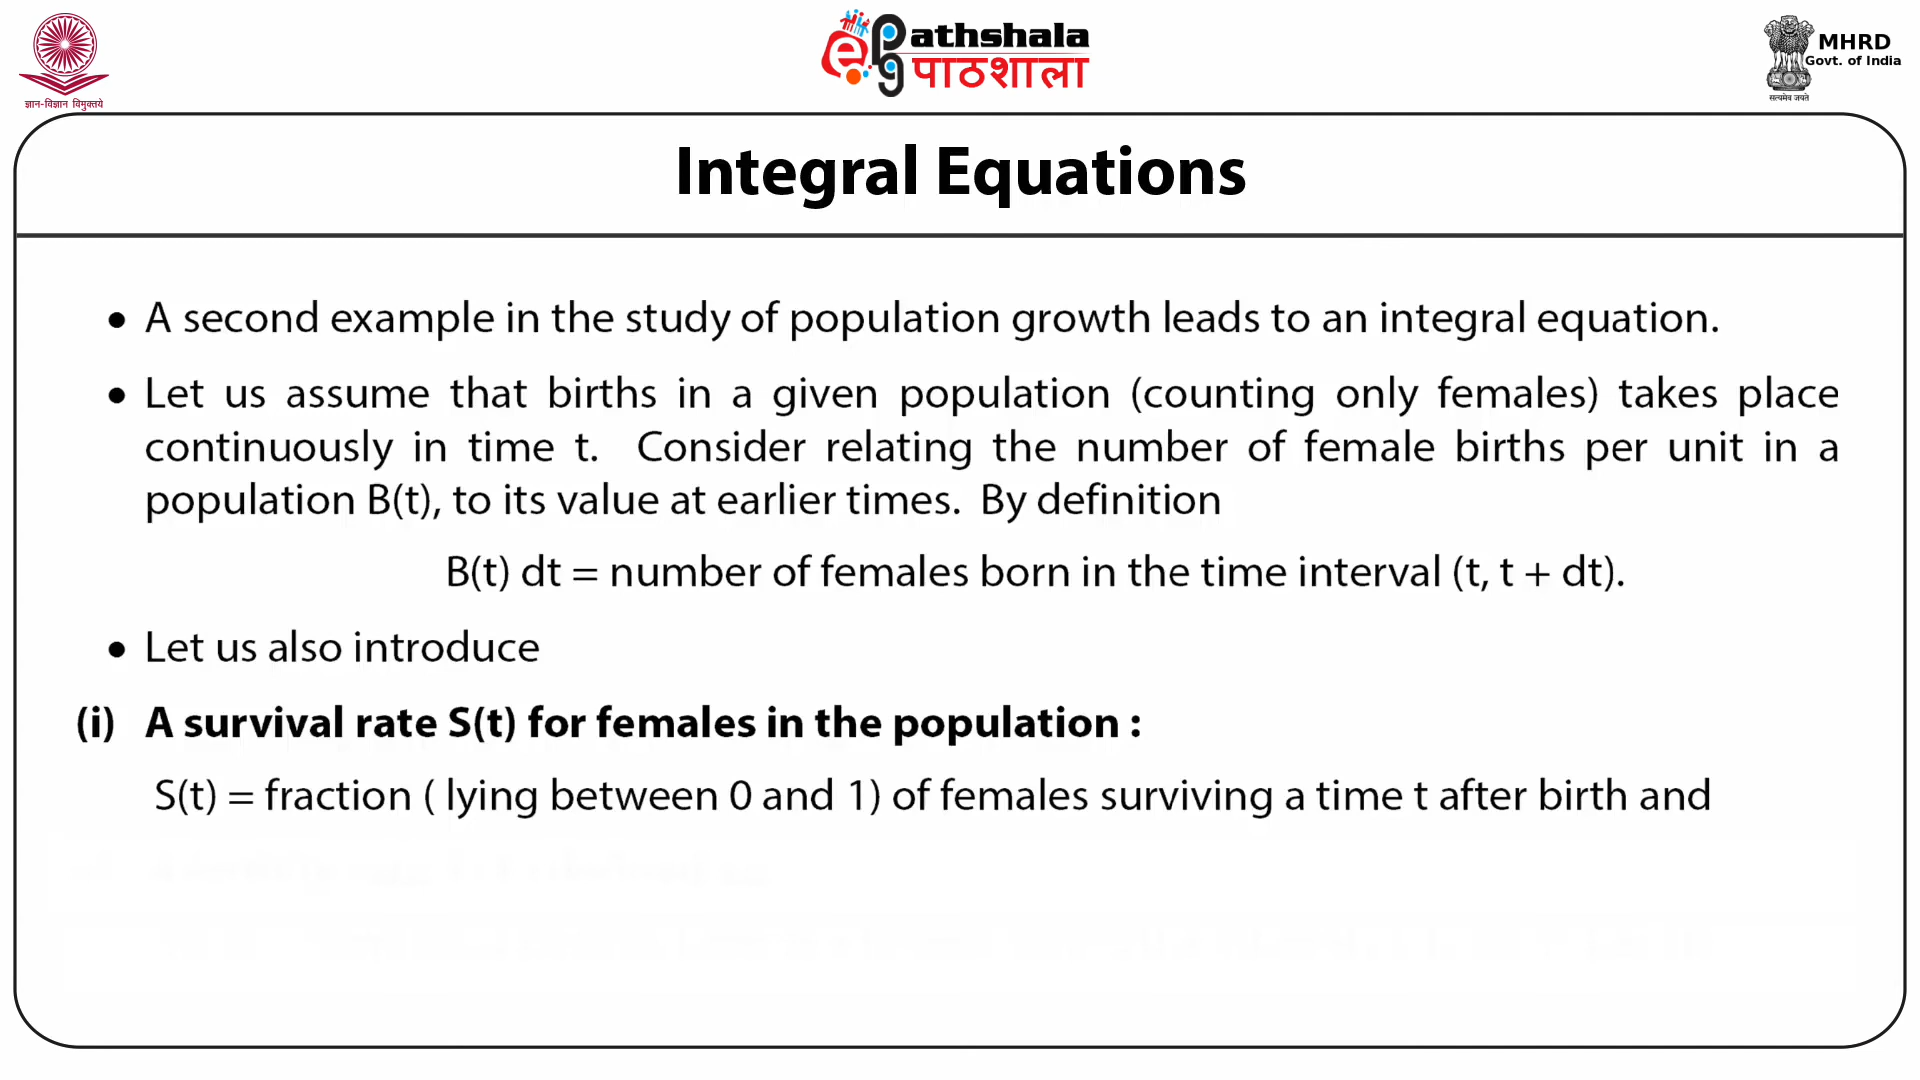 ज्ञान-विज्ञान विमुक्तये
ePathshala
पाठशाला
MHRD
Govt. of India
सत्यमेव जयते
Integral Equations
• A second example in the study of population growth leads to an integral equation.
• Let us assume that births in a given population (counting only females) takes place
continuously in time t. Consider relating the number of female births per unit in a
population B(t), to its value at earlier times. By definition
B(t) dt = number of females born in the time interval (t, t + dt).
• Let us also introduce
(i) A survival rate S(t) for females in the population :
S(t) = fraction ( lying between 0 and 1) of females surviving a time t after birth and